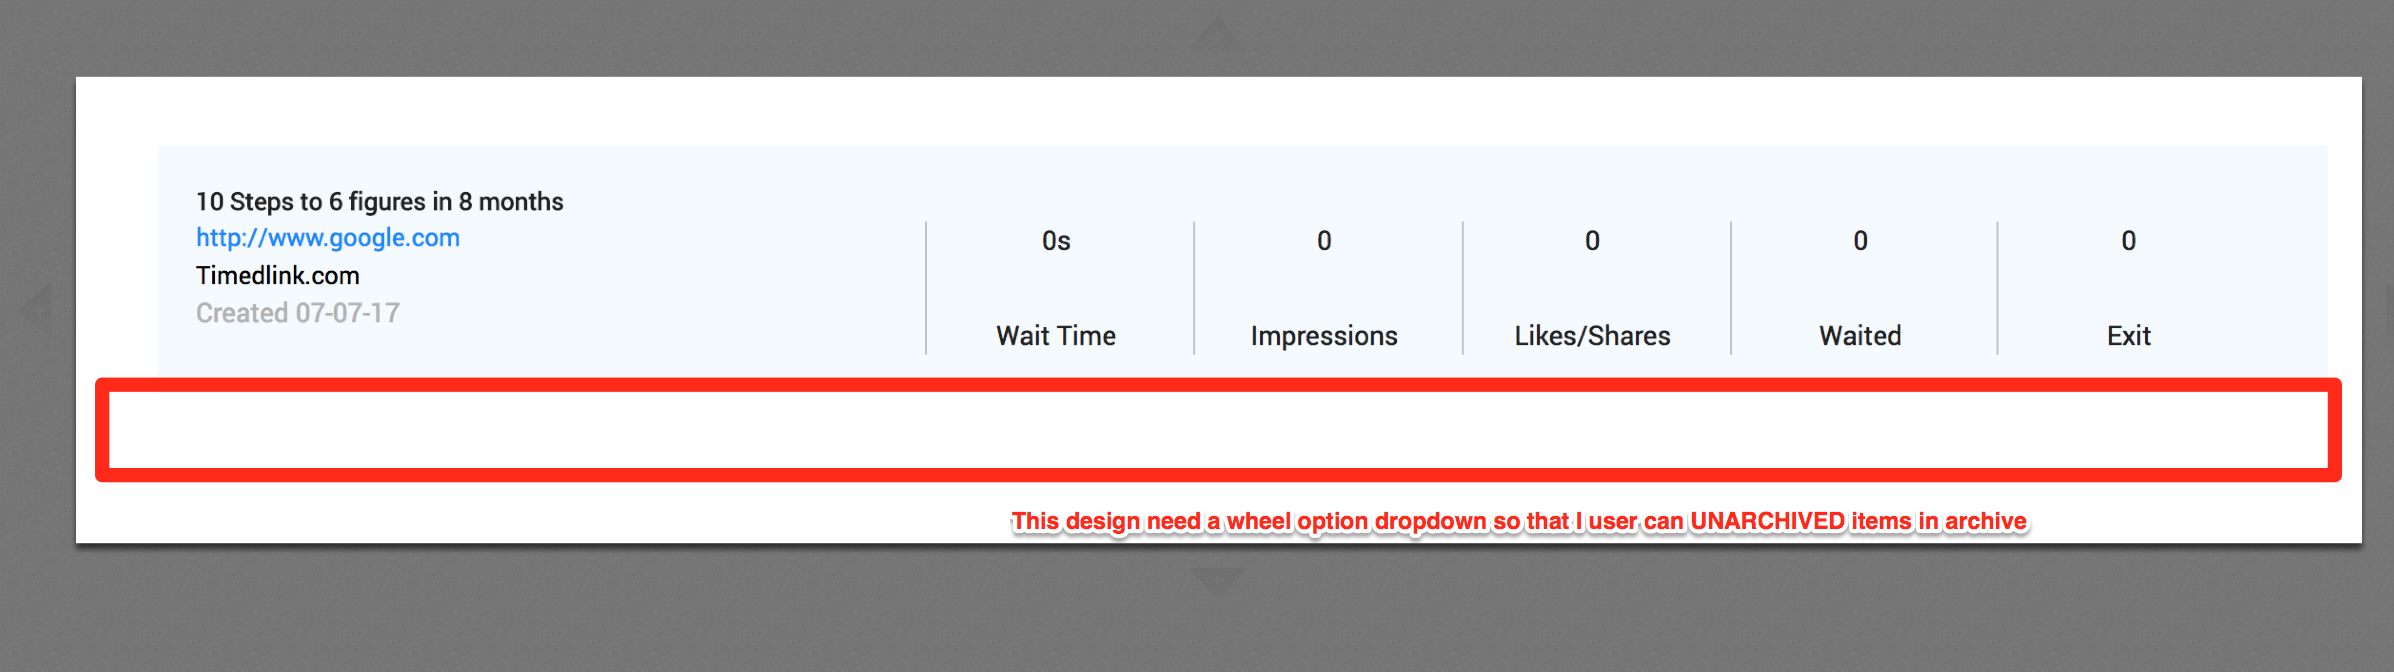 10 Steps to 6 figures in 8 months
http://www.google.com
Timedlink.com
Created 07-07-17
0s
0
0
0
0
Wait Time
Impressions
Likes/Shares
Waited
Exit
This design need a wheel option dropdown so that I user can UNARCHIVED items in archive